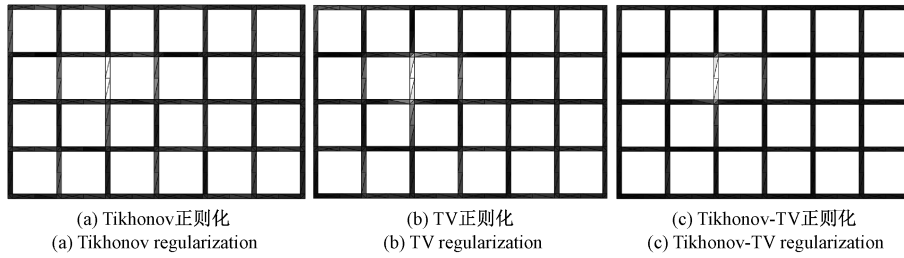 (a) Tikhonov正则化
(a) Tikhonov regularization
(b) TV正则化
(b) TV regularization
(c) Tikhonov-TV正则化
(c) Tikhonov-TV regularization